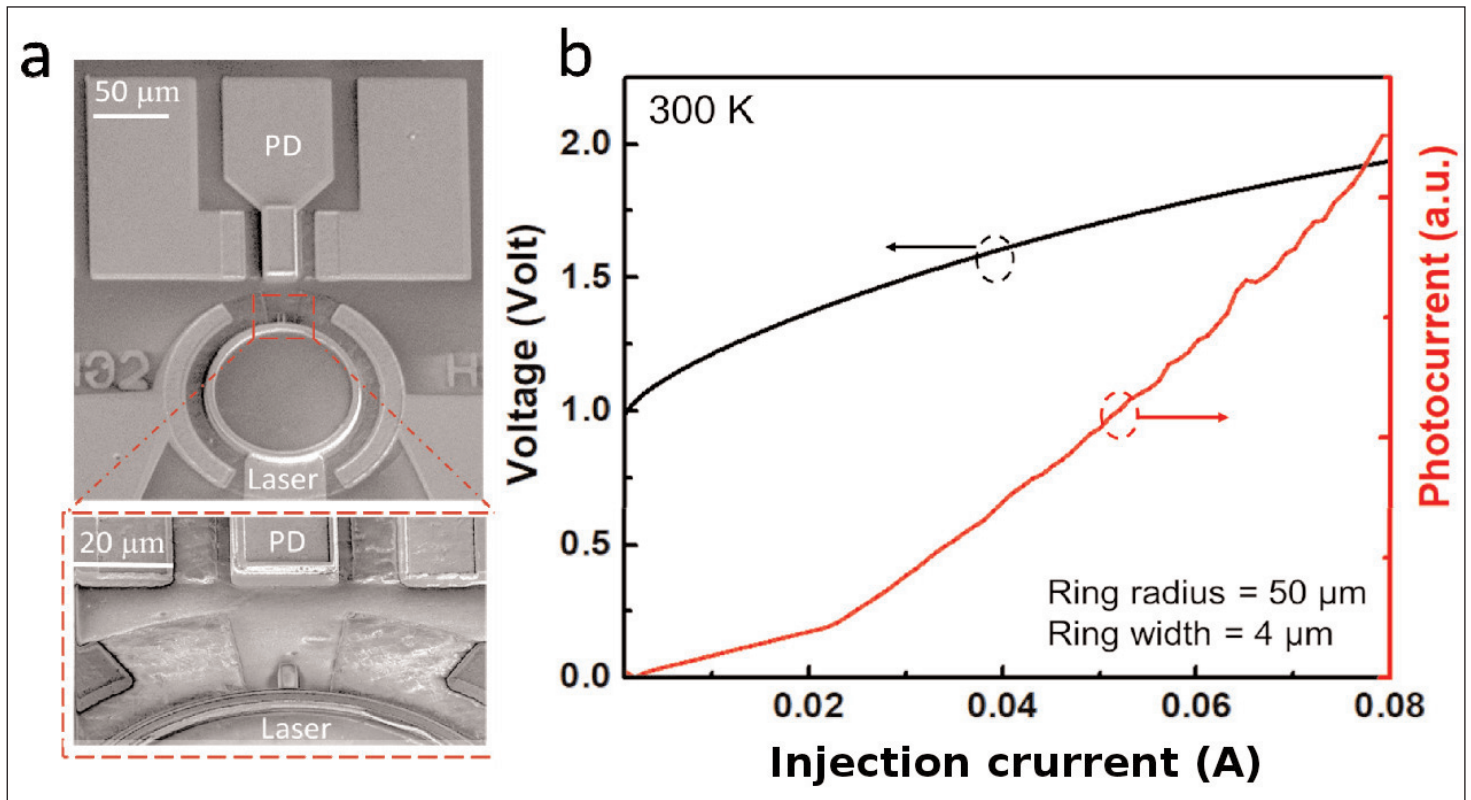 a
50 μm
PD
Laser
20 μm
PD
Laser
b
300 K
2.0
1.5
1.0
0.5
0.0
Voltage (Volt)
Photocurrent (a.u.)
Ring radius = 50 μm
Ring width = 4 μm
0.02
0.04
0.06
0.08
Injection crurrent (A)